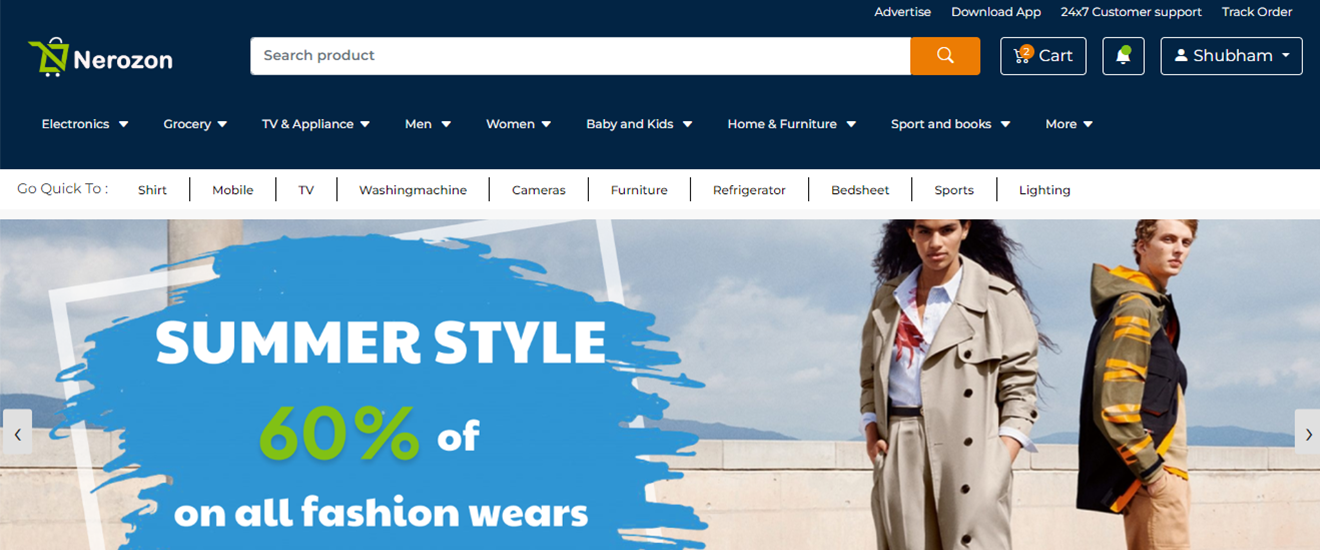 Advertise Download App 24x7 Customer support Track Order
Nerozon Search product 2 Cart Shubham
Electronics Grocery TV & Appliance Men Women Baby and Kids Home & Furniture Sport and books More
Go Quick To : Shirt Mobile TV Washingmachine Cameras Furniture Refrigerator Bedsheet Sports Lighting
SUMMER STYLE
60% of
on all fashion wears